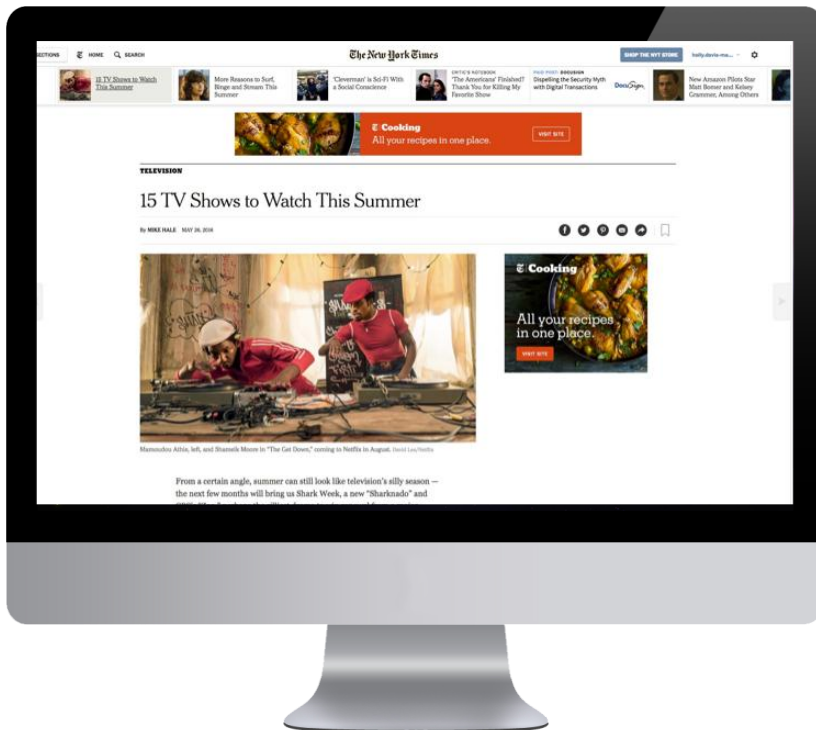 SECTIONS
HOME
SEARCH
The New York Times
SHOP THE NYT STORE
15 TV Shows to Watch
This Summer
More Reasons to Surf,
Binge and Stream This
Summer
'Cleverman' is Sci-Fi With
a Social Conscience
CRITIC'S NOTEBOOK
'The Americans' Finished?
Thank You for Killing My
Favorite Show
PAID POST: DOCUSIGN
Dispelling the Security Myth
with Digital Transactions
DocuSign
New Amazon Pilots Star
Matt Bomer and Kelsey
Grammer, Among Others
T Cooking
All your recipes in one place.
VISIT SITE
TELEVISION
15 TV Shows to Watch This Summer
By MIKE HALE MAY 26, 2016
T Cooking
All your recipes
in one place.
VISIT SITE
Mamoudou Athie, left, and Shameik Moore in "The Get Down," coming to Netflix in August. David Lee/Netflix
From a certain angle, summer can still look like television's silly season —
the next few months will bring us Shark Week, a new "Sharknado" and